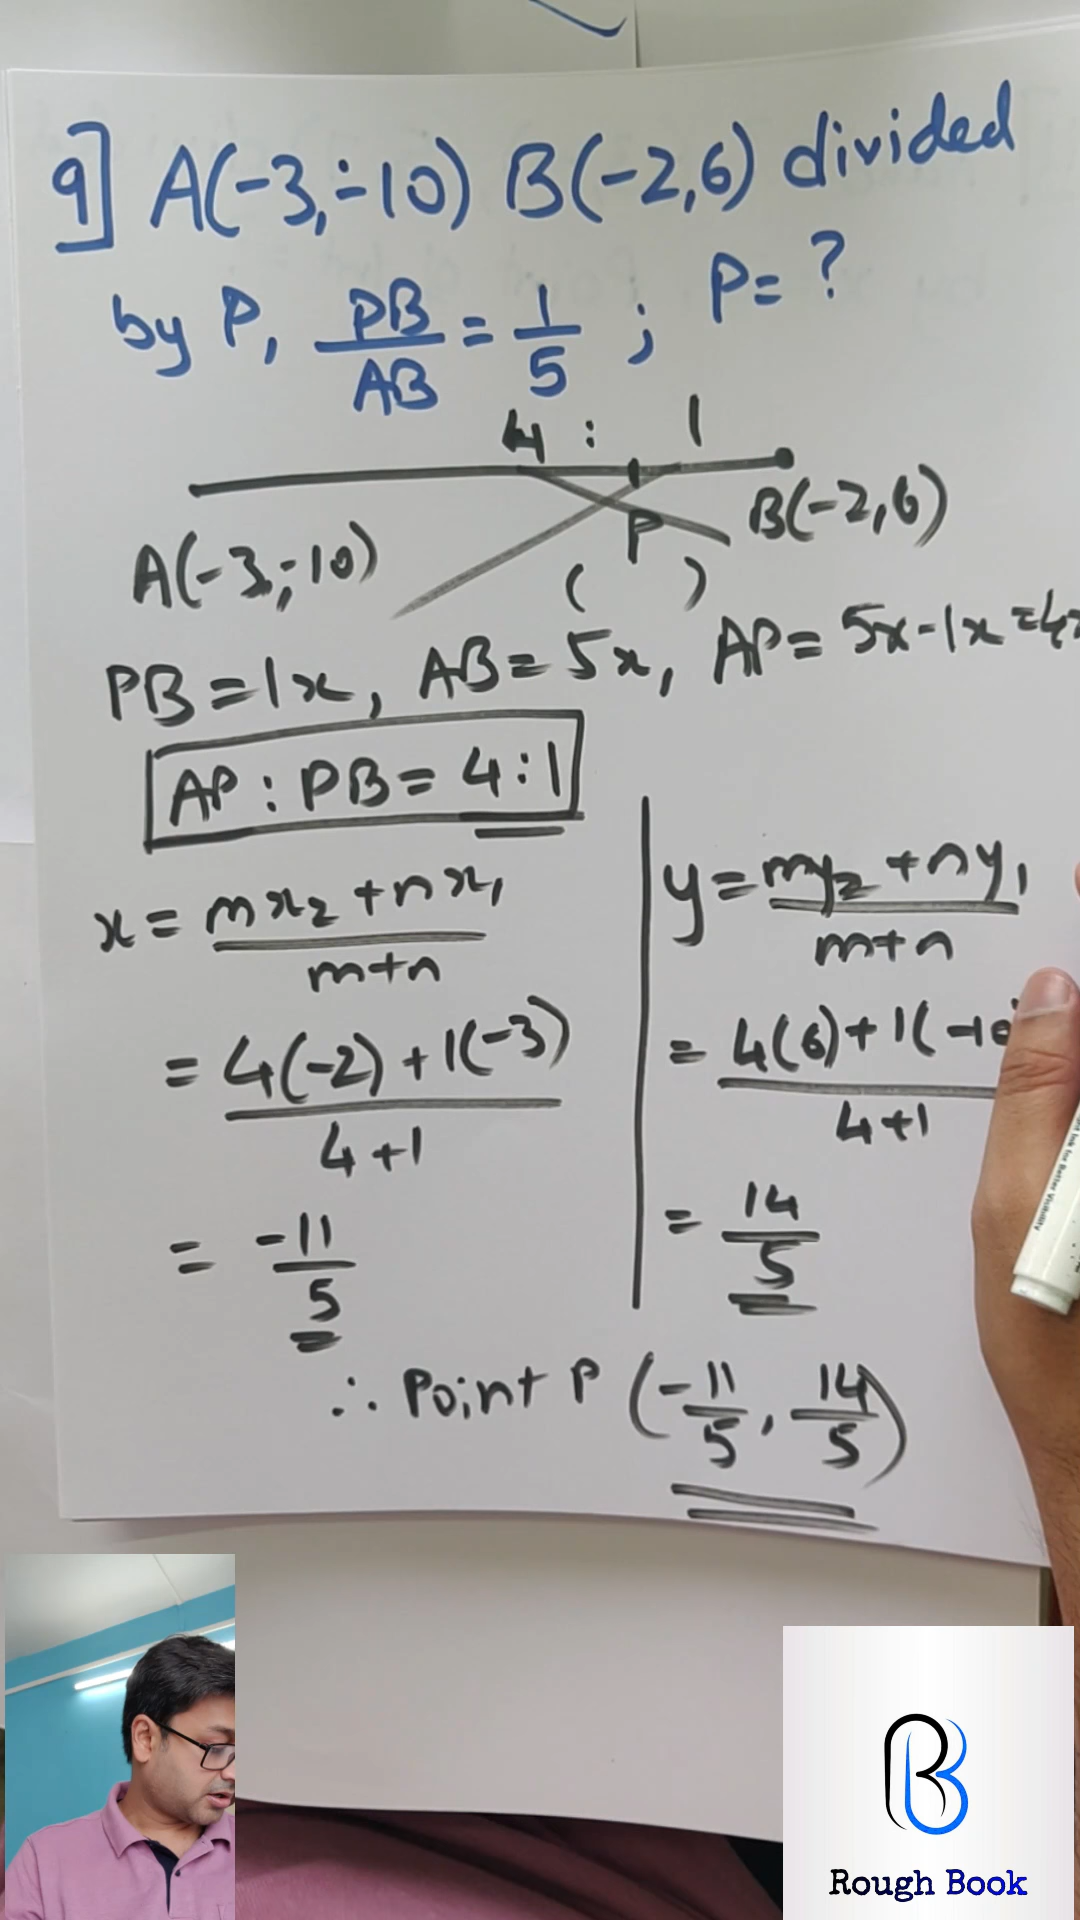 9] A(-3,-10) B(-2,6) divided
by P, PB/AB = 1/5 ; P= ?
4 : 1
A(-3,-10) P B(-2,6)
( )
PB=1x, AB=5x, AP=5x-1x=4x
AP:PB=4:1
x = mx₂+nx₁/m+n
= 4(-2)+1(-3)/4+1
= -11/5
y = my₂+ny₁/m+n
= 4(6)+1(-10/4+1
= 14/5
∴ Point P (-11/5, 14/5)
Rough Book